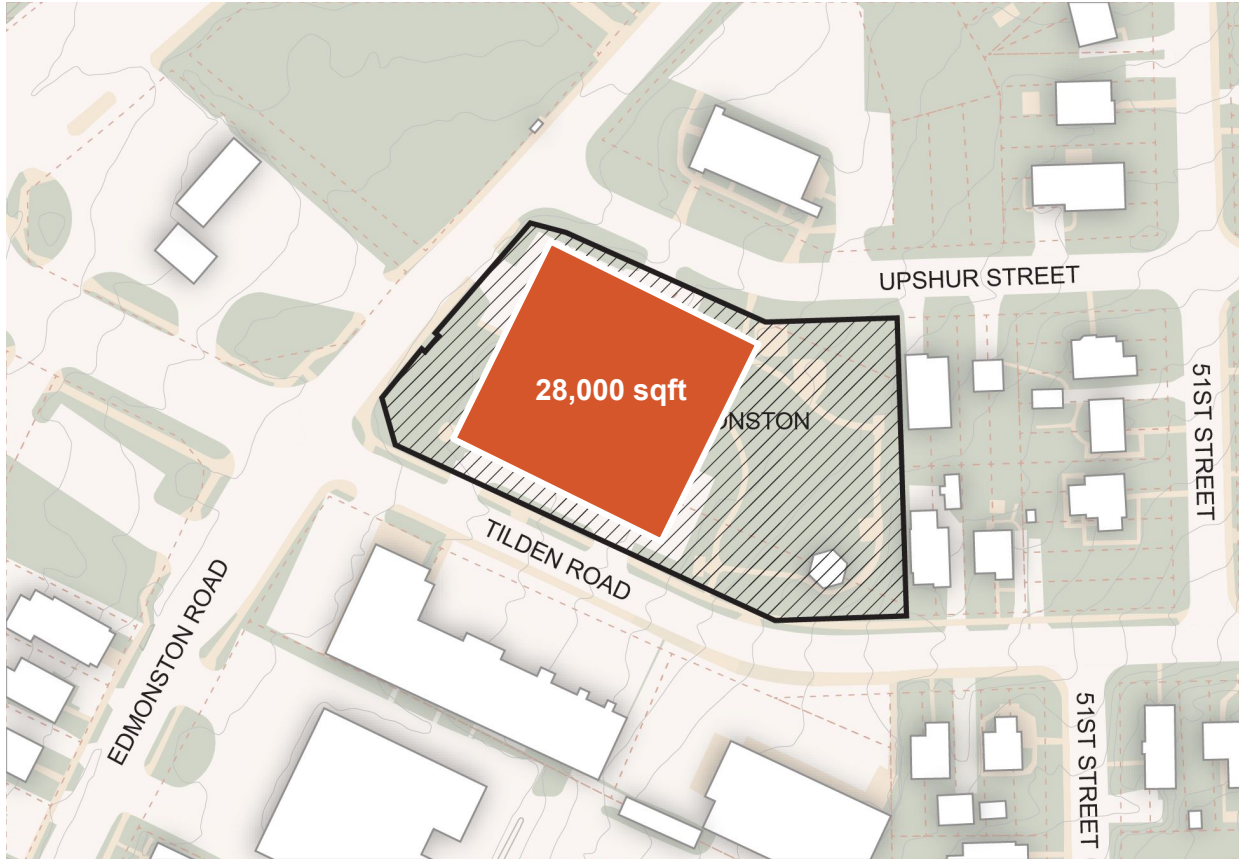 UPSHUR STREET
28,000 sqft
ONSTON
51ST STREET
TILDEN ROAD
EDMONSTON ROAD
51ST STREET